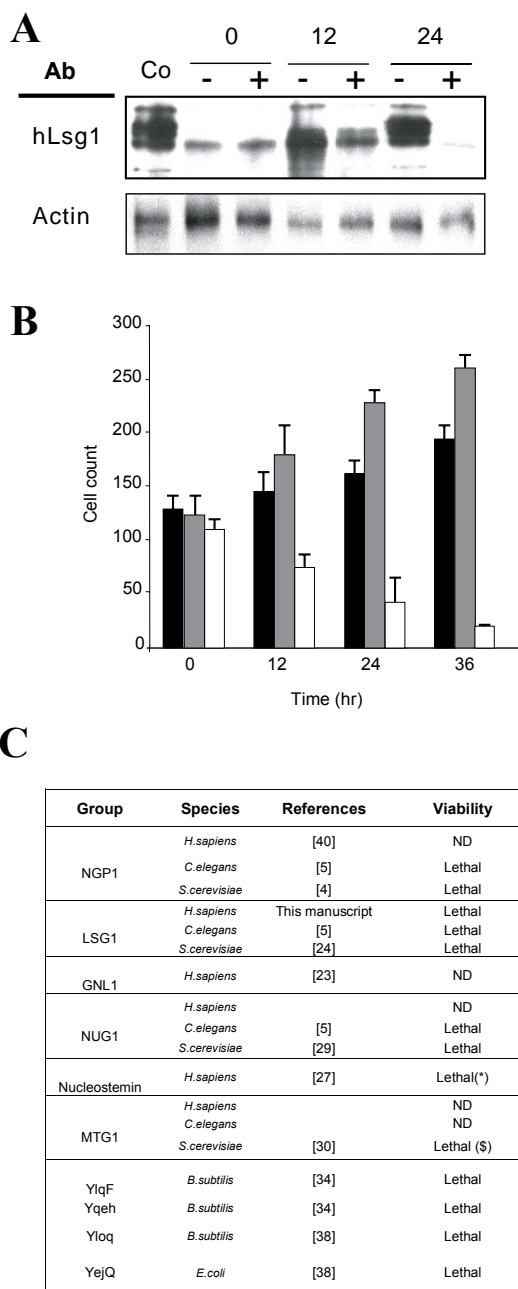 A
0 12 24
Ab Co - + - + - +
hLsg1
Actin
B
300
250
200
150
100
50
0
Cell count
0 12 24 36
Time (hr)
C
Group Species References Viability
NGP1
H.sapiens [40] ND
C.elegans [5] Lethal
S.cerevisiae [4] Lethal
LSG1
H.sapiens This manuscript Lethal
C.elegans [5] Lethal
S.cerevisiae [24] Lethal
GNL1 H.sapiens [23] ND
NUG1
H.sapiens ND
C.elegans [5] Lethal
S.cerevisiae [29] Lethal
Nucleostemin H.sapiens [27] Lethal(*)
MTG1
H.sapiens ND
C.elegans ND
S.cerevisiae [30] Lethal ($)
YlqF B.subtilis [34] Lethal
Yqeh B.subtilis [34] Lethal
Yloq B.subtilis [38] Lethal
YejQ E.coli [38] Lethal